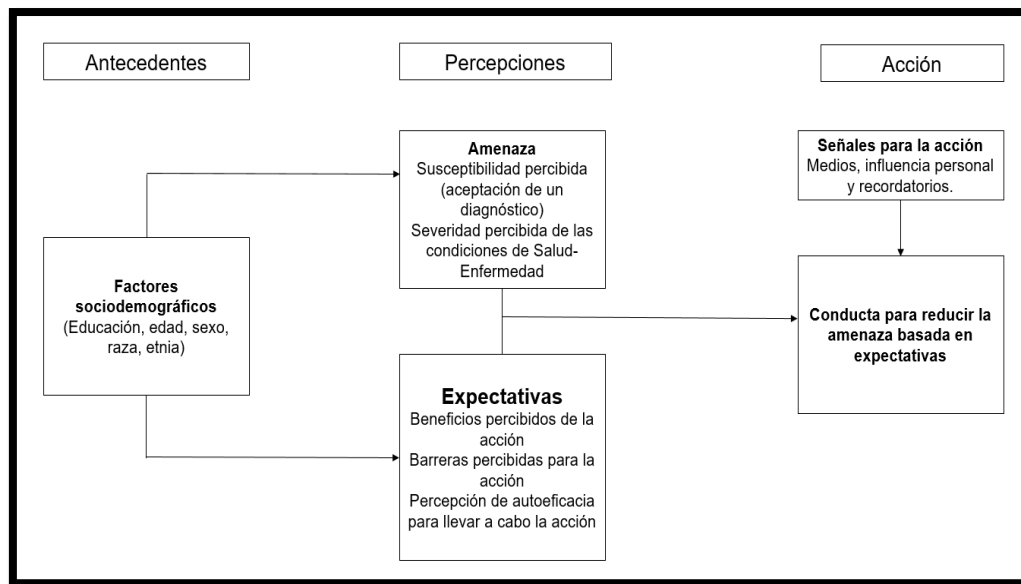 Antecedentes
Percepciones
Acción
Factores
sociodemográficos
(Educación, edad, sexo,
raza, etnia)
Amenaza
Susceptibilidad percibida
(aceptación de un
diagnóstico)
Severidad percibida de las
condiciones de Salud-
Enfermedad
Expectativas
Beneficios percibidos de la
acción
Barreras percibidas para la
acción
Percepción de autoeficacia
para llevar a cabo la acción
Señales para la acción
Medios, influencia personal
y recordatorios.
Conducta para reducir la
amenaza basada en
expectativas